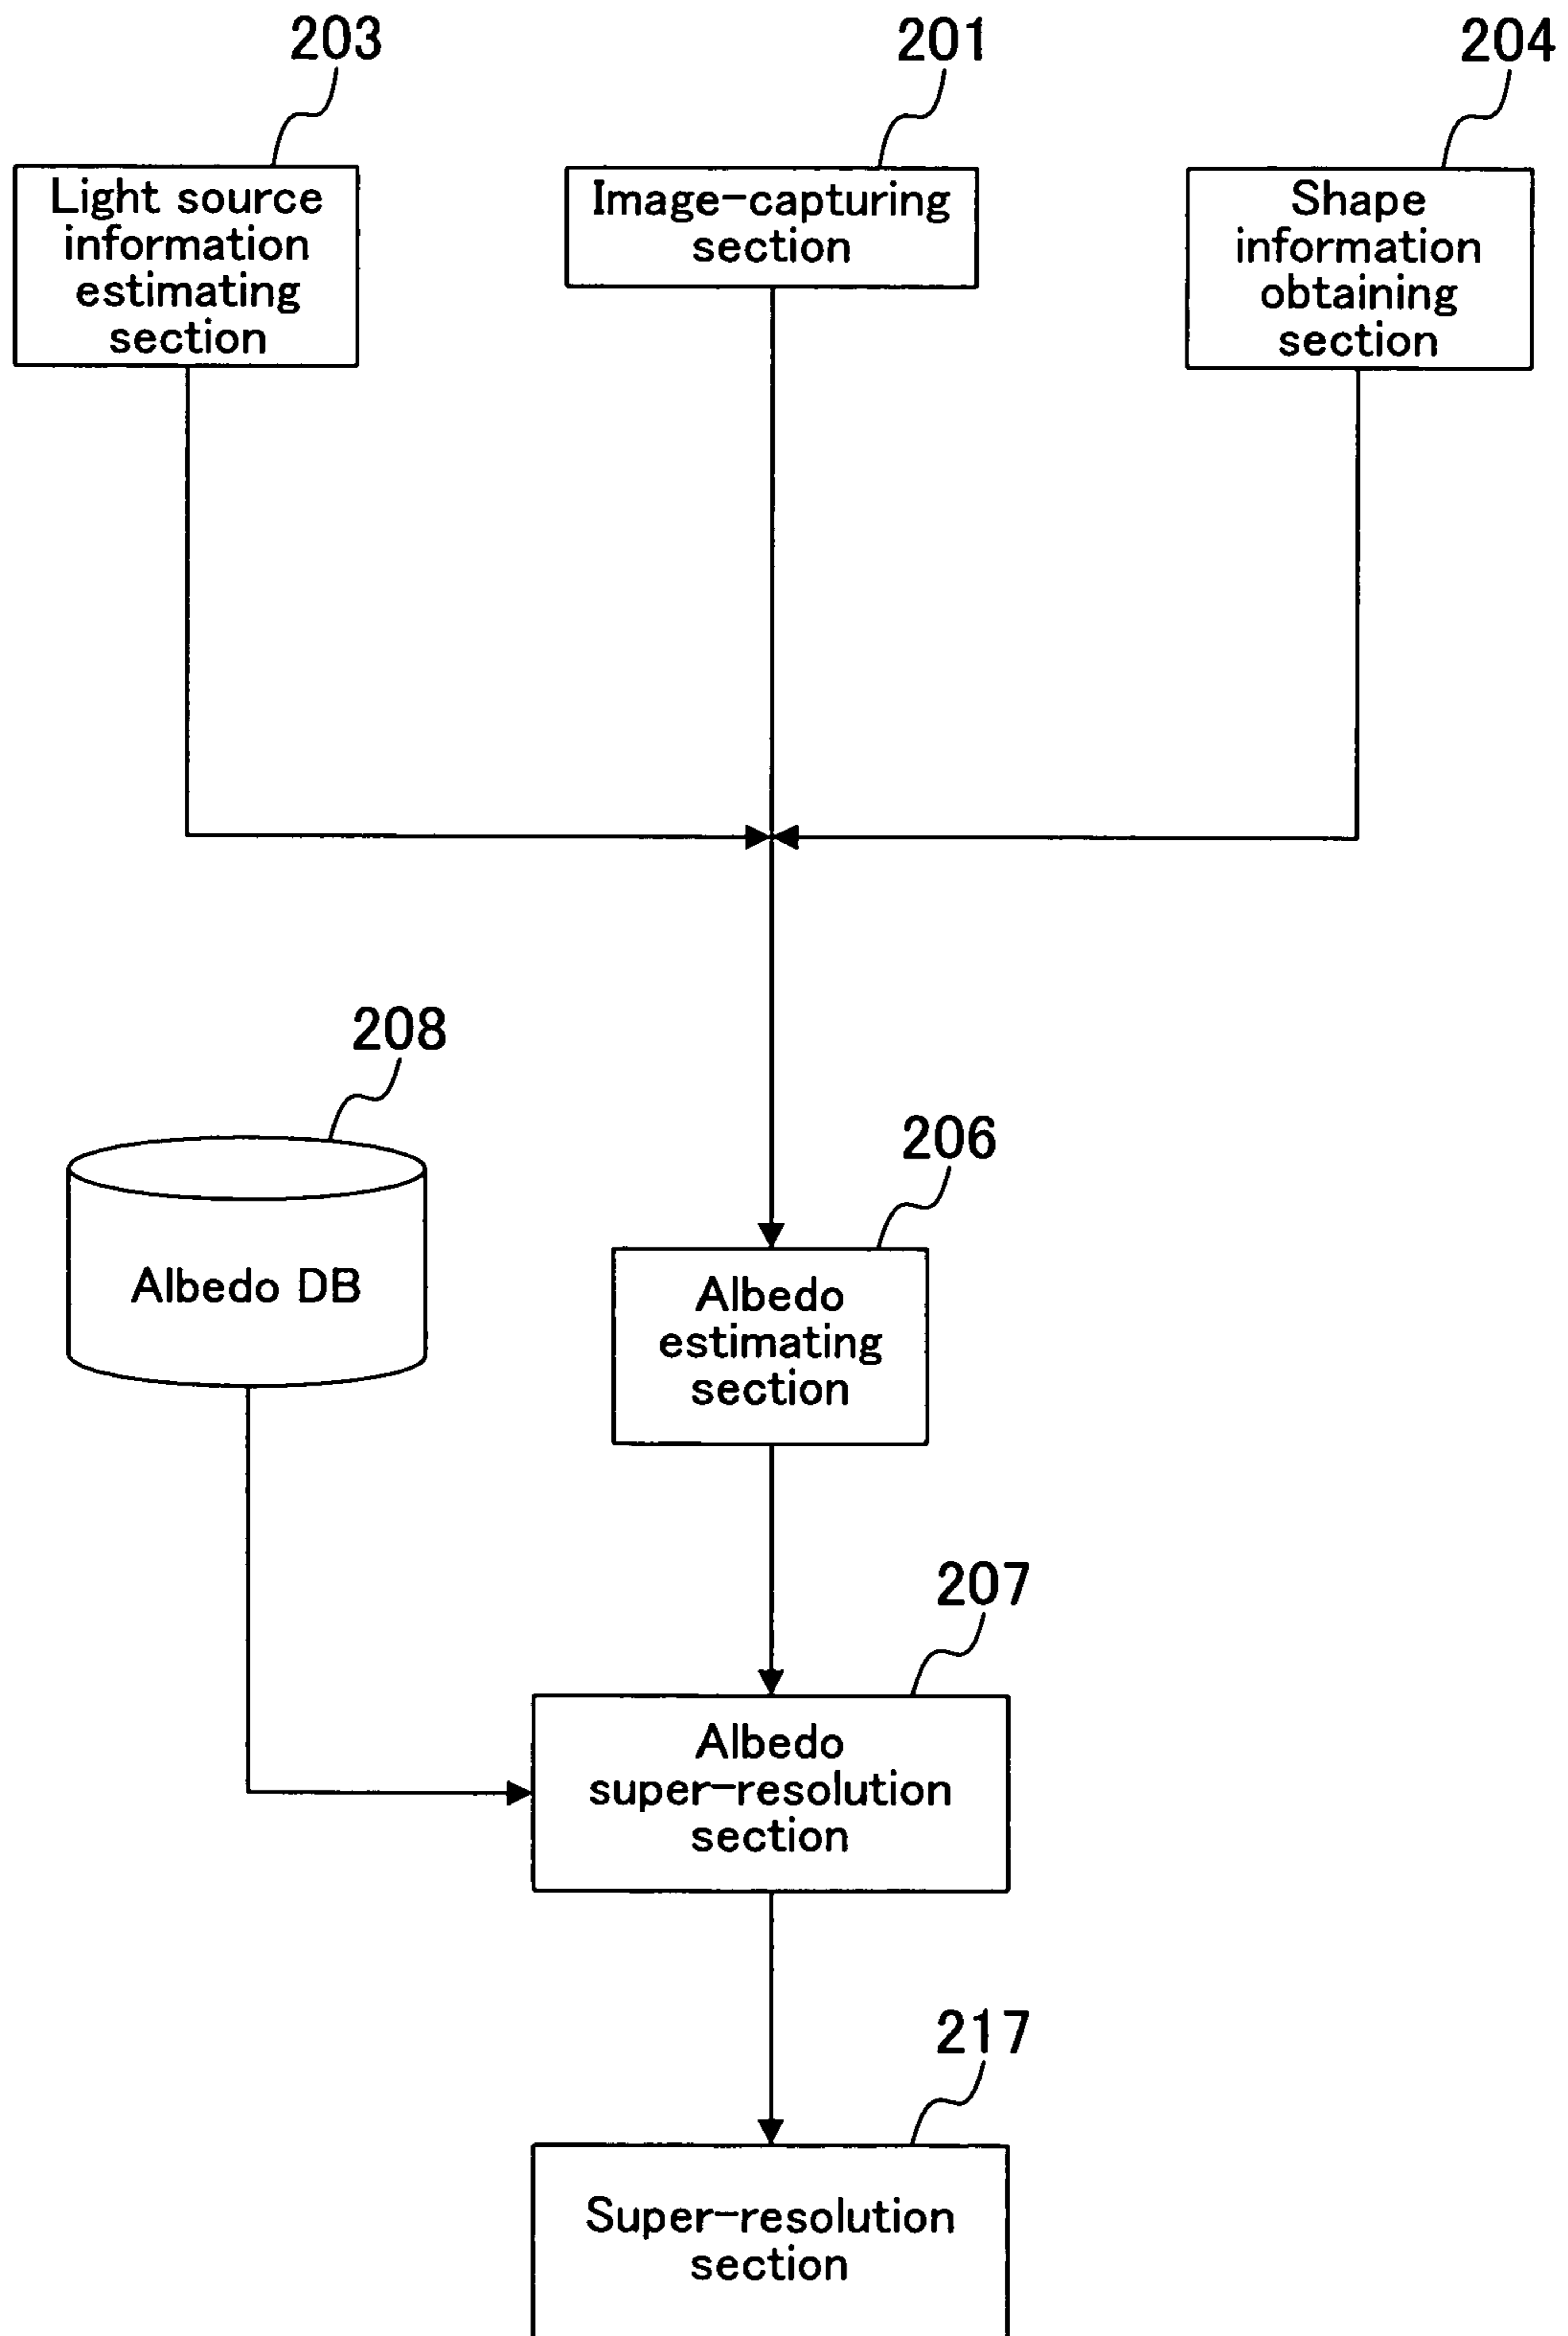 203
201
204
Light source
information
estimating
section
Image-capturing
section
Shape
information
obtaining
section
208
206
Albedo DB
Albedo
estimating
section
207
Albedo
super-resolution
section
217
Super-resolution
section